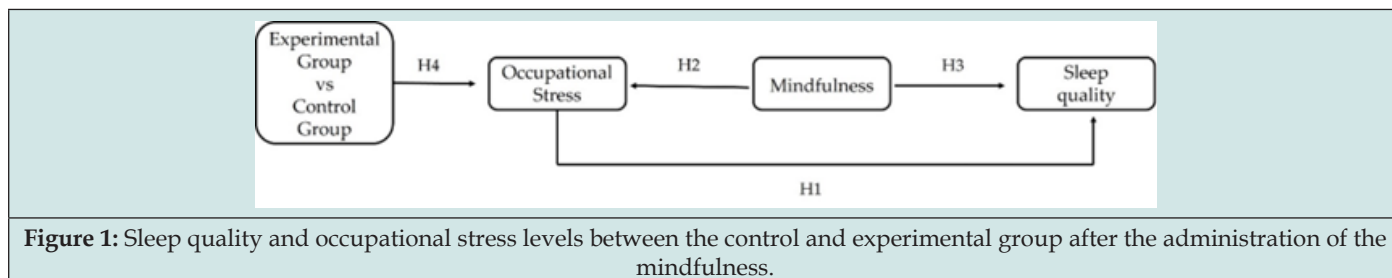 Experimental
Group
vs
Control
Group
H4
Occupational
Stress
H2
Mindfulness
H3
Sleep
quality
H1
Figure 1: Sleep quality and occupational stress levels between the control and experimental group after the administration of the
mindfulness.